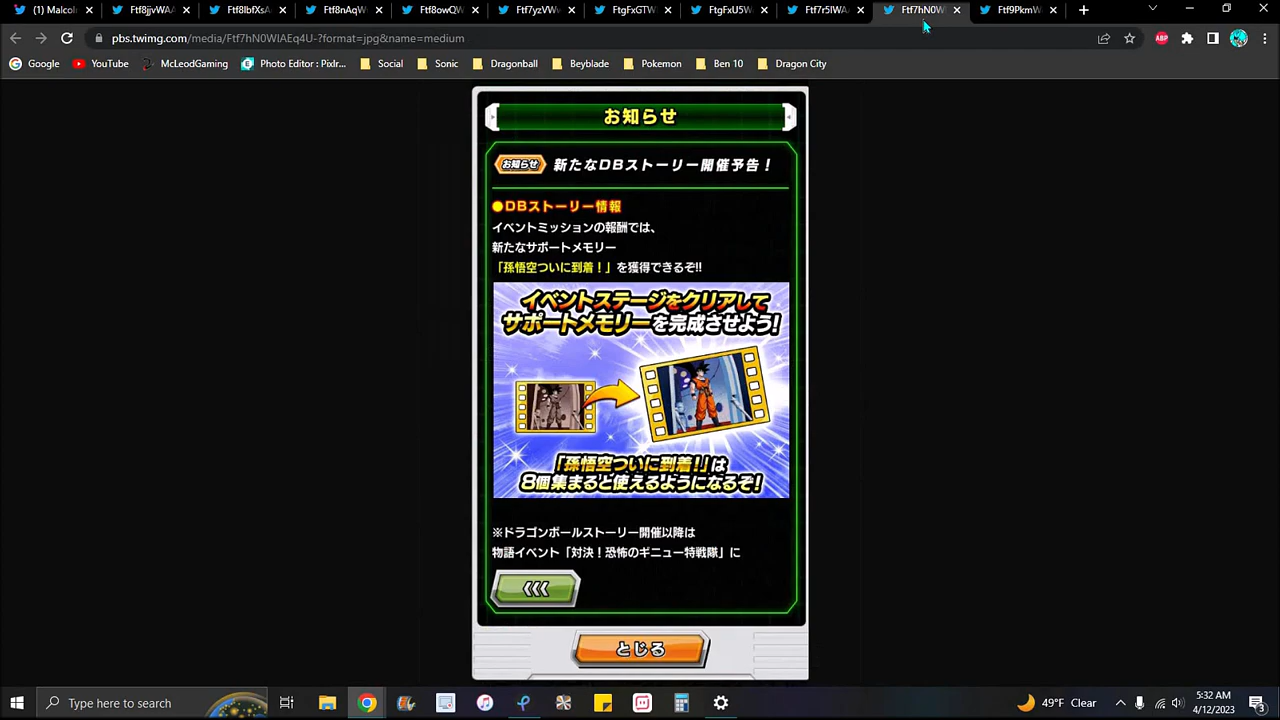 (1) Malcol
Ft8jjvWAA
Ft8lbfXsA
Ft8nAqW
Ft8owQW
Ft7yzVW
FtgFxGTW
FtgFxU5W
Ft7r5IWA
Ftf7hN0W
Ftf9PkmW
pbs.twimg.com/media/Ftf7hN0WIAEq4U-?format=jpg&name=medium
ABP
Google
YouTube
McLeodGaming
Photo Editor : Pixr...
Social
Sonic
Dragonball
Beyblade
Pokemon
Ben 10
Dragon City
お知らせ
お知らせ 新たなDBストーリー開催予告！
●DBストーリー情報
イベントミッションの報酬では、
新たなサポートメモリー
「孫悟空ついに到着！」を獲得できるぞ!!
イベントステージをクリアして
サポートメモリーを完成させよう!
「孫悟空ついに到着!」は
8個集まると使えるようになるぞ!
※ドラゴンボールストーリー開催以降は
物語イベント「対決！恐怖のギニュー特戦隊」に
とじる
Type here to search
49°F Clear
5:32 AM
4/12/2023
3